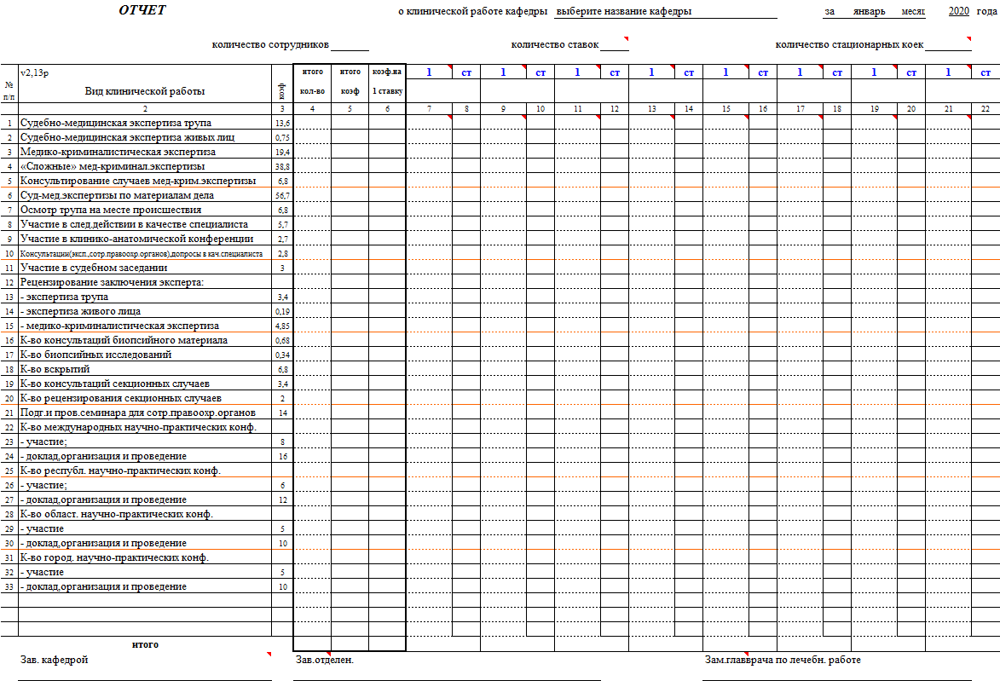 ОТЧЕТ о клинической работе кафедры выберите название кафедры за январь месяц 2020 года
количество сотрудников количество ставок количество стационарных коек
№ п/п v2,13р Вид клинической работы коэф итого кол-во итого коэф коэф.на 1 ставку 1 ст 1 ст 1 ст 1 ст 1 ст 1 ст 1 ст 1 ст
2 3 4 5 6 7 8 9 10 11 12 13 14 15 16 17 18 19 20 21 22
1 Судебно-медицинская экспертиза трупа 13,6
2 Судебно-медицинская экспертиза живых лиц 0,75
3 Медико-криминалистическая экспертиза 19,4
4 «Сложные» мед-криминал.экспертизы 38,8
5 Консультирование случаев мед-крим.экспертизы 6,8
6 Суд-мед.экспертизы по материалам дела 56,7
7 Осмотр трупа на месте происшествия 6,8
8 Участие в след.действии в качестве специалиста 5,7
9 Участие в клинико-анатомической конференции 2,7
10 Консультации(эксп.,сотр.правоохр.органов),допросы в кач.специалиста 2,8
11 Участие в судебном заседании 3
12 Рецензирование заключения эксперта:
13 - экспертиза трупа 3,4
14 - экспертиза живого лица 0,19
15 - медико-криминалистическая экспертиза 4,85
16 К-во консультаций биопсийного материала 0,68
17 К-во биопсийных исследований 0,34
18 К-во вскрытий 6,8
19 К-во консультаций секционных случаев 3,4
20 К-во рецензирования секционных случаев 2
21 Подг.и пров.семинара для сотр.правоохр.органов 14
22 К-во международных научно-практических конф.
23 - участие; 8
24 - доклад,организация и проведение 16
25 К-во республ. научно-практических конф.
26 - участие; 6
27 - доклад,организация и проведение 12
28 К-во област. научно-практических конф.
29 - участие 5
30 - доклад,организация и проведение 10
31 К-во город. научно-практических конф.
32 - участие 5
33 - доклад,организация и проведение 10
итого
Зав. кафедрой Зав.отделен. Зам.главврача по лечебн. работе